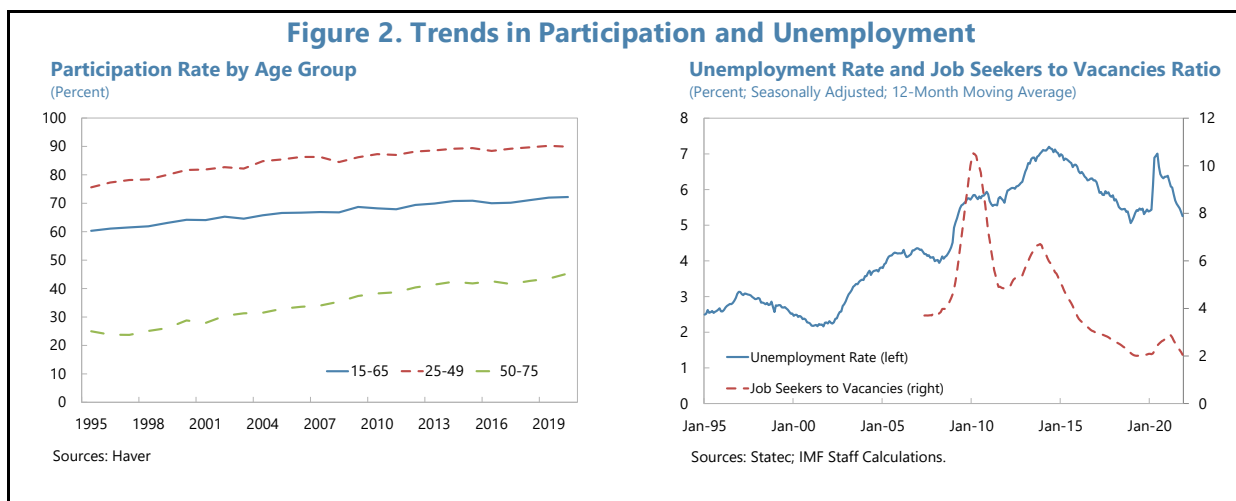 Figure 2. Trends in Participation and Unemployment
Participation Rate by Age Group
(Percent)
100
90
80
70
60
50
40
30
20
10
0
15-65 25-49 50-75
1995 1998 2001 2004 2007 2010 2013 2016 2019
Sources: Haver
Unemployment Rate and Job Seekers to Vacancies Ratio
(Percent; Seasonally Adjusted; 12-Month Moving Average)
8
7
6
5
4
3
2
1
0
12
10
8
6
4
2
0
Unemployment Rate (left)
Job Seekers to Vacancies (right)
Jan-95 Jan-00 Jan-05 Jan-10 Jan-15 Jan-20
Sources: Statec; IMF Staff Calculations.